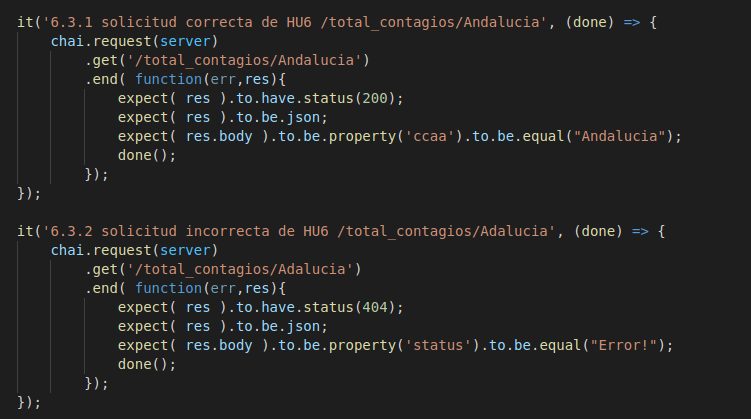 it('6.3.1 solicitud correcta de HU6 /total_contagios/Andalucia', (done) => {
    chai.request(server)
        .get('/total_contagios/Andalucia')
        .end( function(err,res){
            expect( res ).to.have.status(200);
            expect( res ).to.be.json;
            expect( res.body ).to.be.property('ccaa').to.be.equal("Andalucia");
            done();
        });
});

it('6.3.2 solicitud incorrecta de HU6 /total_contagios/Adalucia', (done) => {
    chai.request(server)
        .get('/total_contagios/Adalucia')
        .end( function(err,res){
            expect( res ).to.have.status(404);
            expect( res ).to.be.json;
            expect( res.body ).to.be.property('status').to.be.equal("Error!");
            done();
        });
});